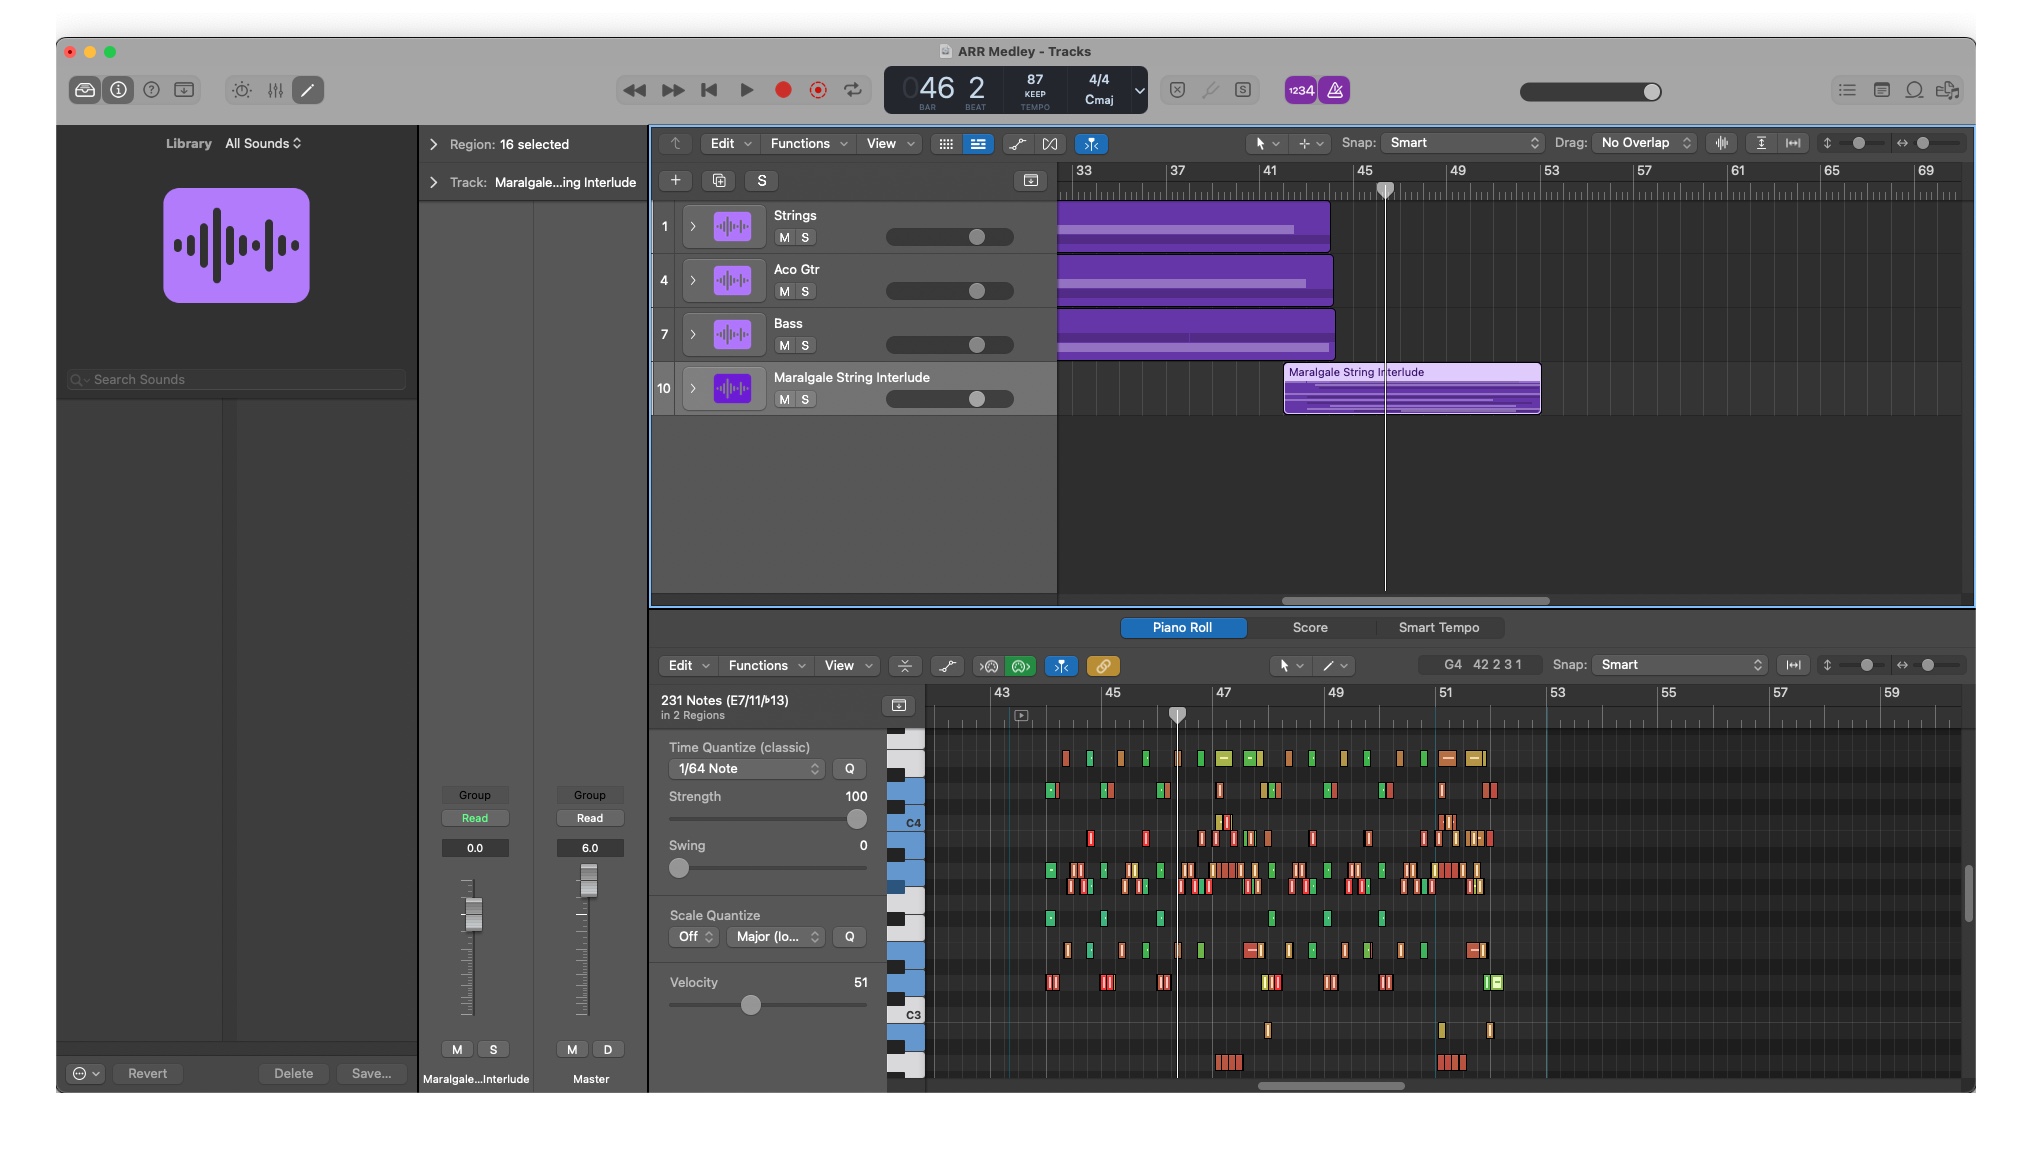 ARR Medley - Tracks
046 2
BAR BEAT
87
KEEP
TEMPO
4/4
Cmaj
S
1234
Library All Sounds
Search Sounds
Revert
Delete
Save...
Region: 16 selected
Track: Maralgale...ing Interlude
Group
Group
Read
Read
0.0
6.0
M S
M D
Maralgale...Interlude
Master
Edit Functions View
Snap: Smart
Drag: No Overlap
S
33 37 41 45 49 53 57 61 65 69
1 Strings
M S
4 Aco Gtr
M S
7 Bass
M S
10 Maralgale String Interlude
M S
Maralgale String Interlude
Piano Roll Score Smart Tempo
Edit Functions View
G4 42 2 3 1
Snap: Smart
231 Notes (E7/11/♭13)
in 2 Regions
43 45 47 49 51 53 55 57 59
Time Quantize (classic)
1/64 Note Q
Strength 100
Swing 0
Scale Quantize
Off Major (lo... Q
Velocity 51
C4
C3